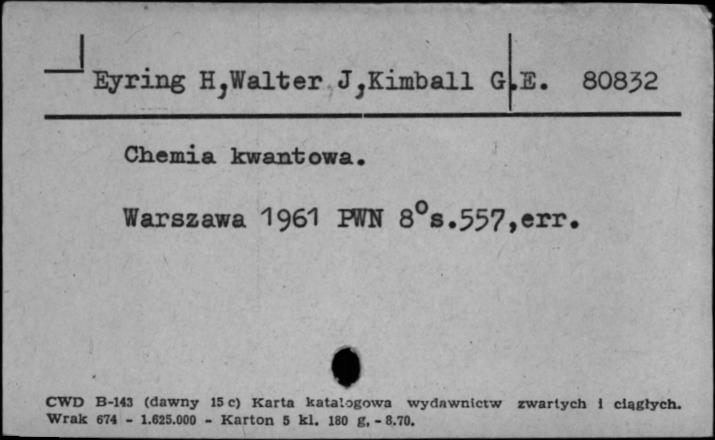 Eyring H,Walter J,Kimball G.E. 80832
Chemia kwantowa.
Warszawa 1961 PWN 8°s.557,err.
CWD B-143 (dawny 15 c) Karta katalogowa wydawnictw zwartych i ciągłych.
Wrak 674 - 1.625.000 - Karton 5 kl. 180 g. - 8.70.